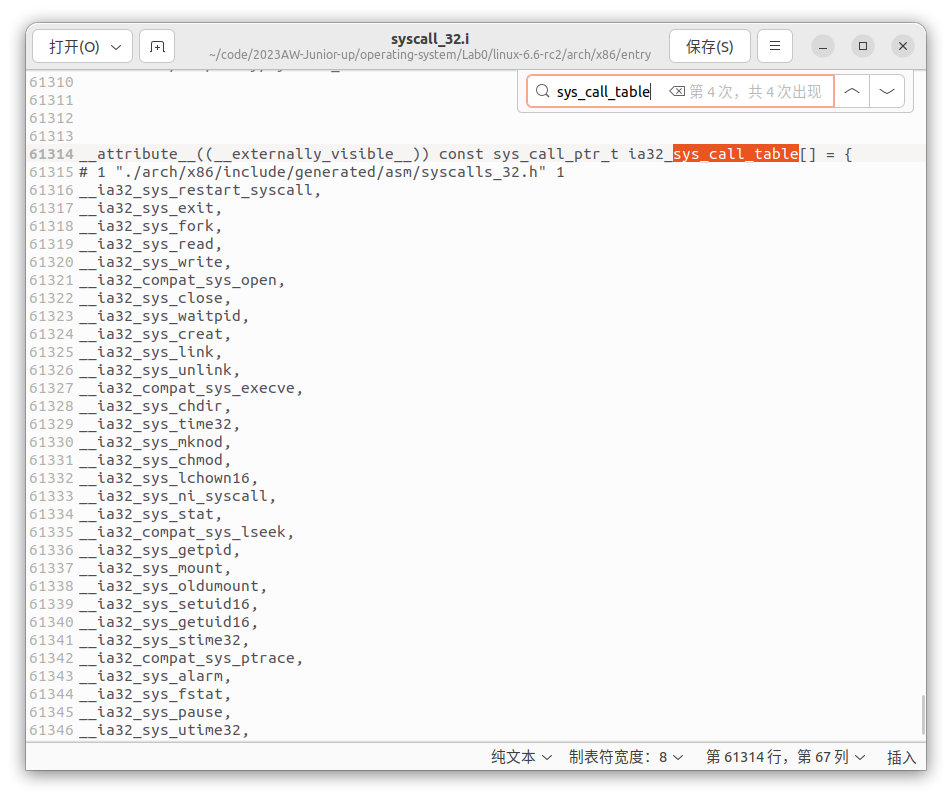 打开(O)
syscall_32.i
~/code/2023AW-Junior-up/operating-system/Lab0/linux-6.6-rc2/arch/x86/entry
保存(S)
sys_call_table 第 4 次，共 4 次出现
61310
61311
61312
61313
61314 __attribute__((__externally_visible__)) const sys_call_ptr_t ia32_sys_call_table[] = {
61315 # 1 "./arch/x86/include/generated/asm/syscalls_32.h" 1
61316 __ia32_sys_restart_syscall,
61317 __ia32_sys_exit,
61318 __ia32_sys_fork,
61319 __ia32_sys_read,
61320 __ia32_sys_write,
61321 __ia32_compat_sys_open,
61322 __ia32_sys_close,
61323 __ia32_sys_waitpid,
61324 __ia32_sys_creat,
61325 __ia32_sys_link,
61326 __ia32_sys_unlink,
61327 __ia32_compat_sys_execve,
61328 __ia32_sys_chdir,
61329 __ia32_sys_time32,
61330 __ia32_sys_mknod,
61331 __ia32_sys_chmod,
61332 __ia32_sys_lchown16,
61333 __ia32_sys_ni_syscall,
61334 __ia32_sys_stat,
61335 __ia32_compat_sys_lseek,
61336 __ia32_sys_getpid,
61337 __ia32_sys_mount,
61338 __ia32_sys_oldumount,
61339 __ia32_sys_setuid16,
61340 __ia32_sys_getuid16,
61341 __ia32_sys_stime32,
61342 __ia32_compat_sys_ptrace,
61343 __ia32_sys_alarm,
61344 __ia32_sys_fstat,
61345 __ia32_sys_pause,
61346 __ia32_sys_utime32,
纯文本 制表符宽度：8 第 61314 行，第 67 列 插入